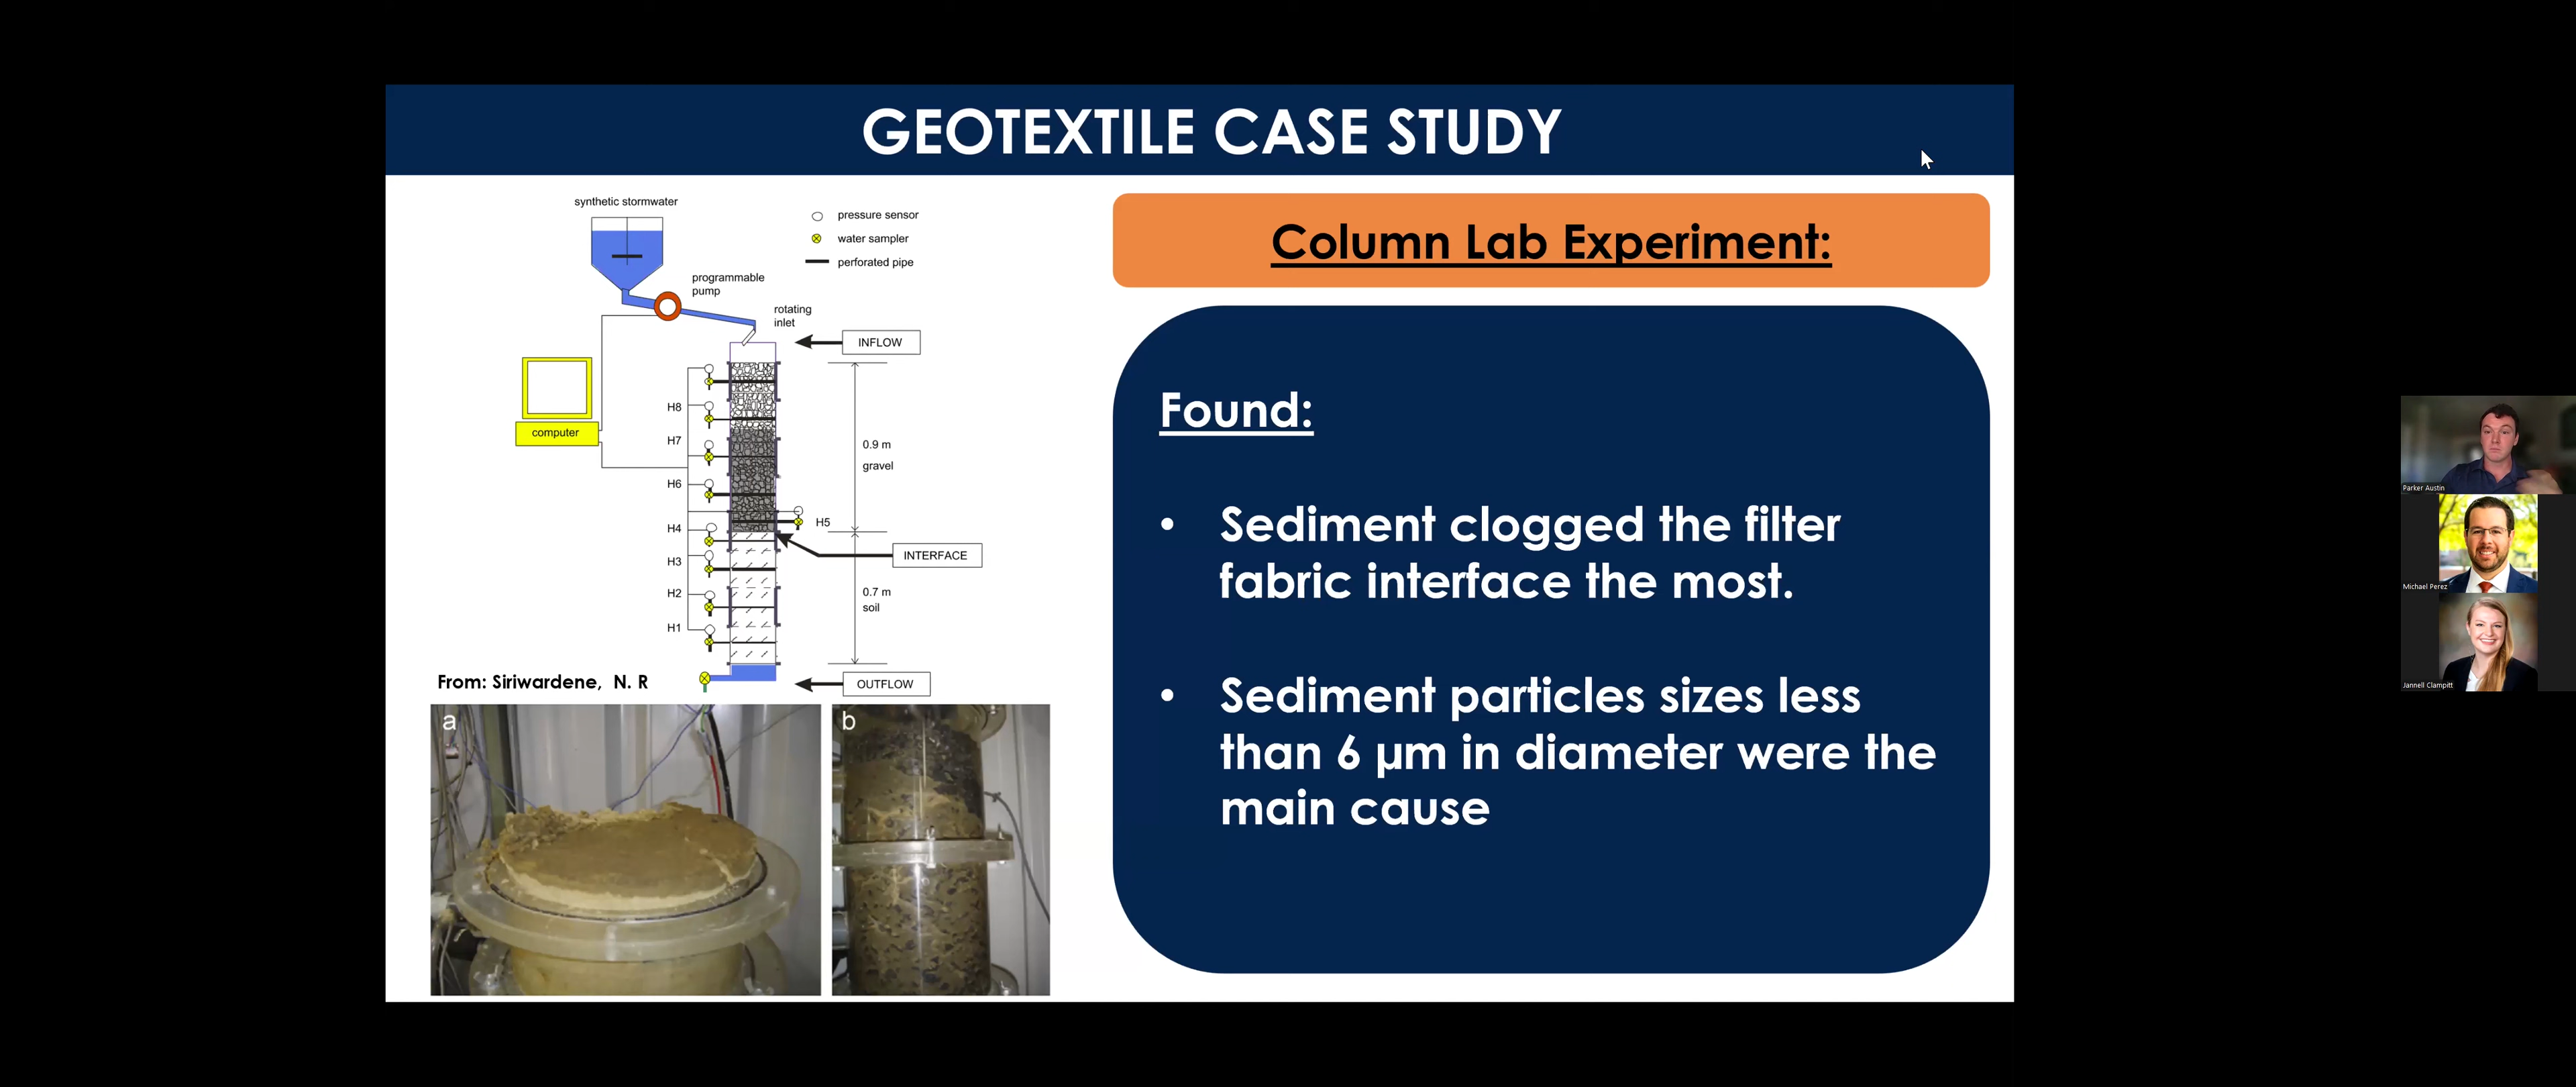 GEOTEXTILE CASE STUDY
synthetic stormwater
pressure sensor
water sampler
perforated pipe
programmable
pump
rotating
inlet
INFLOW
computer
H8
H7
H6
H4
H3
H2
H1
H5
0.9 m
gravel
INTERFACE
0.7 m
soil
OUTFLOW
From: Siriwardene, N. R
a
b
Column Lab Experiment:
Found:
• Sediment clogged the filter
fabric interface the most.
• Sediment particles sizes less
than 6 µm in diameter were the
main cause
Parker Austin
Michael Perez
Jannell Clampitt